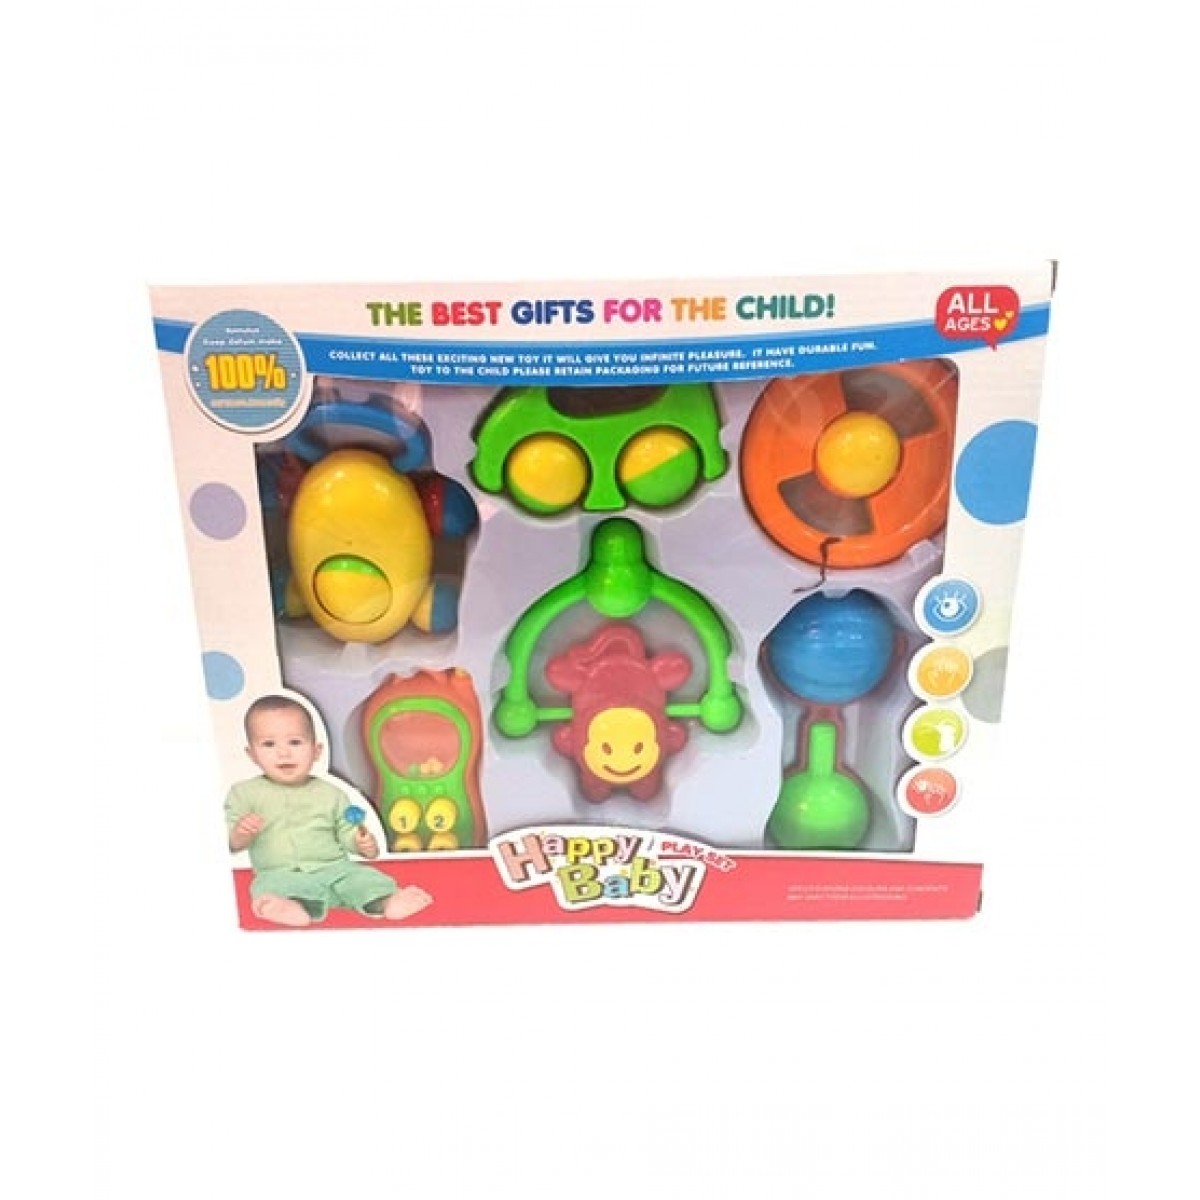 THE BEST GIFTS FOR THE CHILD!
ALL
AGES
COLLECT ALL THESE EXCITING NEW TOY IT WILL GIVE YOU INFINITE PLEASURE. IT HAVE DURABLE FUN.
TOY TO THE CHILD PLEASE RETAIN PACKAGING FOR FUTURE REFERENCE.
100%
1 2
Happy
Baby
PLAY-SET